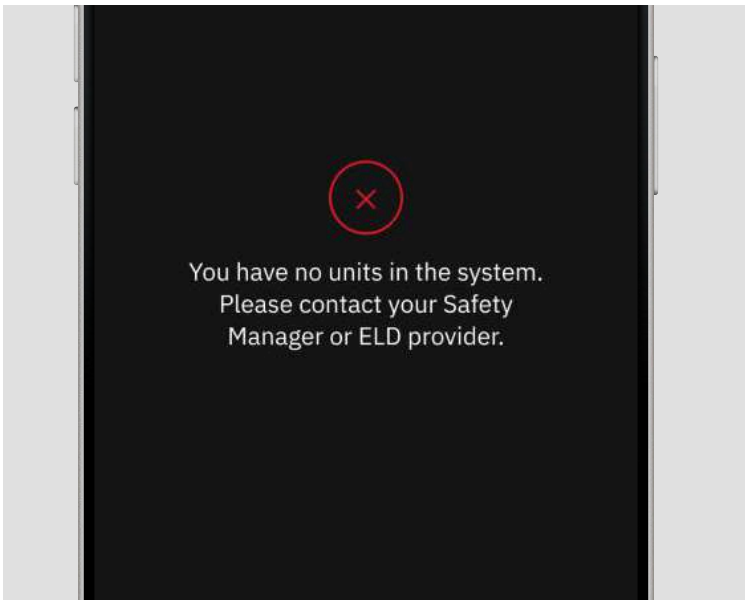 You have no units in the system.
Please contact your Safety
Manager or ELD provider.